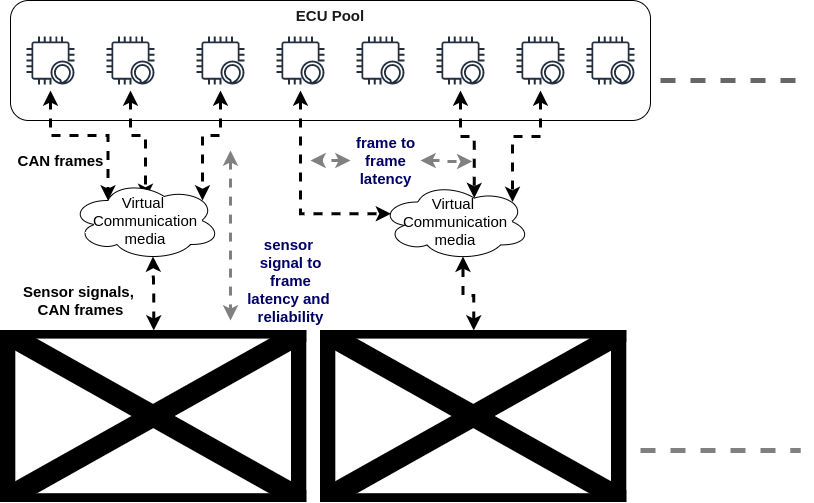 ECU Pool
CAN frames
frame to
frame
latency
Virtual
Communication
media
Virtual
Communication
media
sensor
signal to
frame
latency and
reliability
Sensor signals,
CAN frames